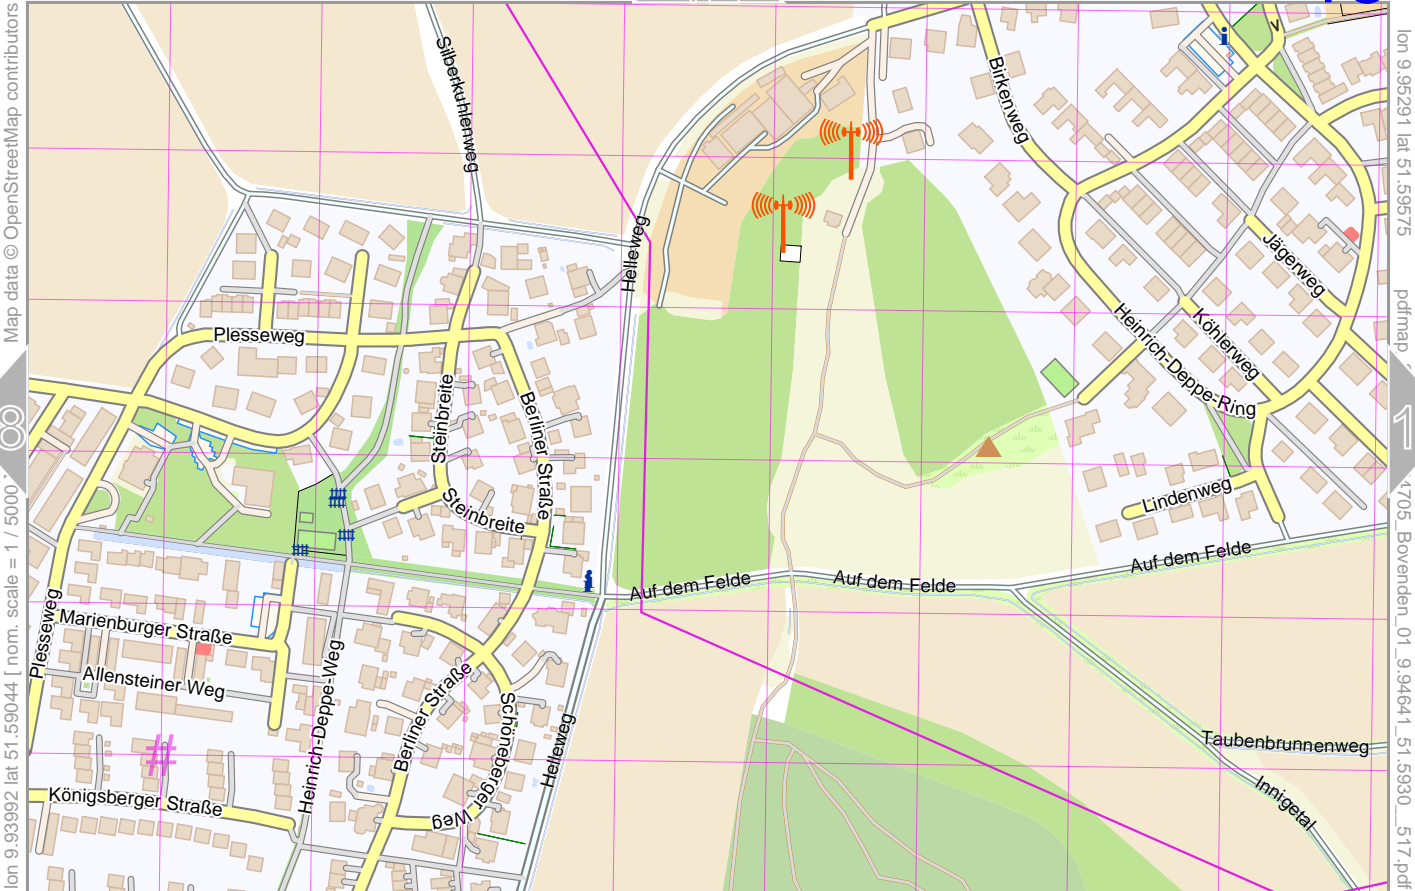 Map data © OpenStreetMap contributors
lon 9.93992 lat 51.59044 [ nom. scale = 1 / 5000
8
Silberkuhlenweg
Birkenweg
i
Helleweg
Jägerweg
Plesseweg
Heinrich-Deppe-Ring
Köhlerweg
Steinbreite
Berliner Straße
Steinbreite
Lindenweg
Auf dem Felde
Auf dem Felde
Auf dem Felde
Plesseweg
Marienburger Straße
Allensteiner Weg
Heinrich-Deppe-Weg
Berliner Straße
Schöneberger Weg
Helleweg
#
Königsberger Straße
Taubenbrunnenweg
Innigetal
lon 9.95291 lat 51.59575
pdfmap
1
4705_Bovenden_01_9.94641_51.5930__517.pdf